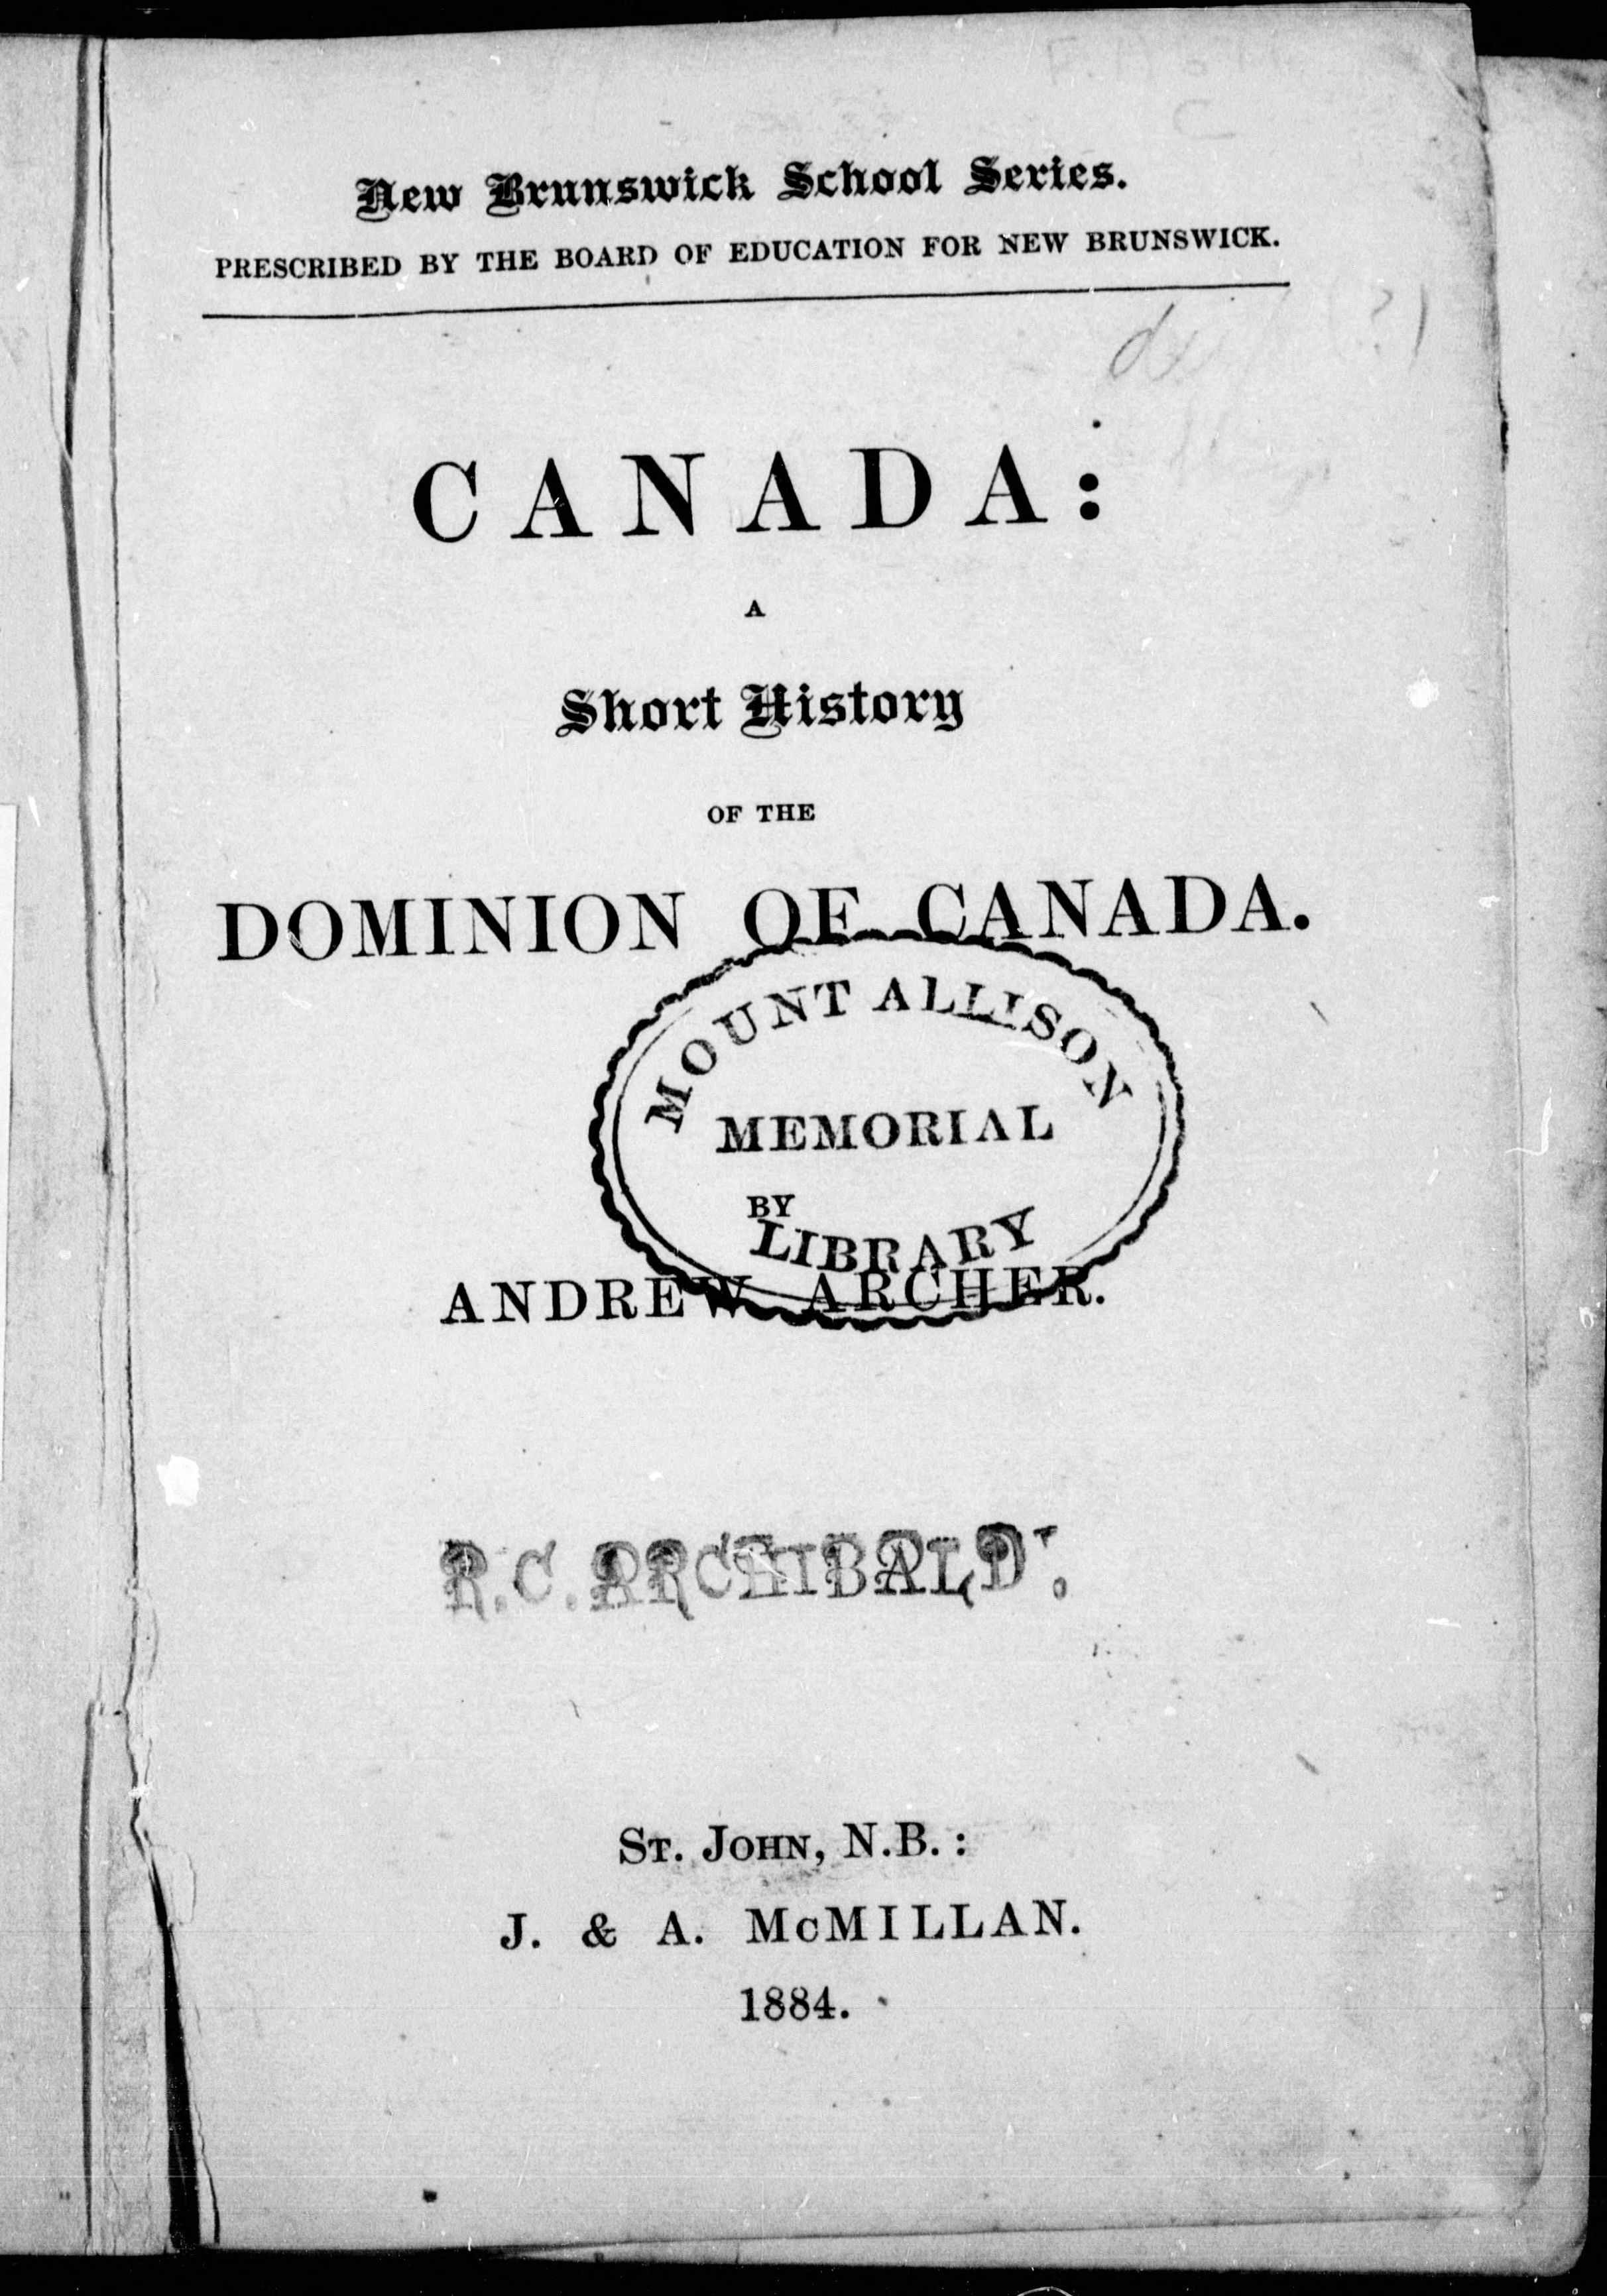 New Brunswick School Series.
PRESCRIBED BY THE BOARD OF EDUCATION FOR NEW BRUNSWICK.
CANADA:
A
Short History
OF THE
DOMINION OF CANADA.
MOUNT ALLISON
MEMORIAL
LIBRARY
BY
ANDREW ARCHER.
R.C. ARCHIBALD.
ST. JOHN, N.B.:
J. & A. McMILLAN.
1884.